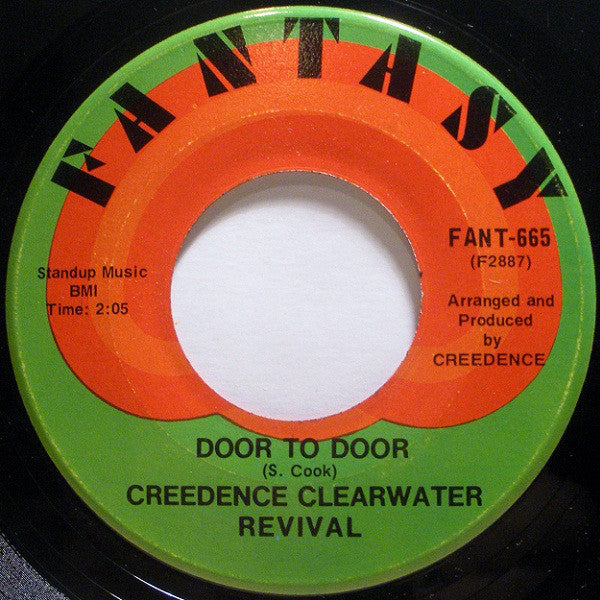 FANTASY
FANT-665
(F2887)
Standup Music
BMI
Time: 2:05
Arranged and
Produced
by
CREEDENCE
DOOR TO DOOR
(S. Cook)
CREEDENCE CLEARWATER
REVIVAL